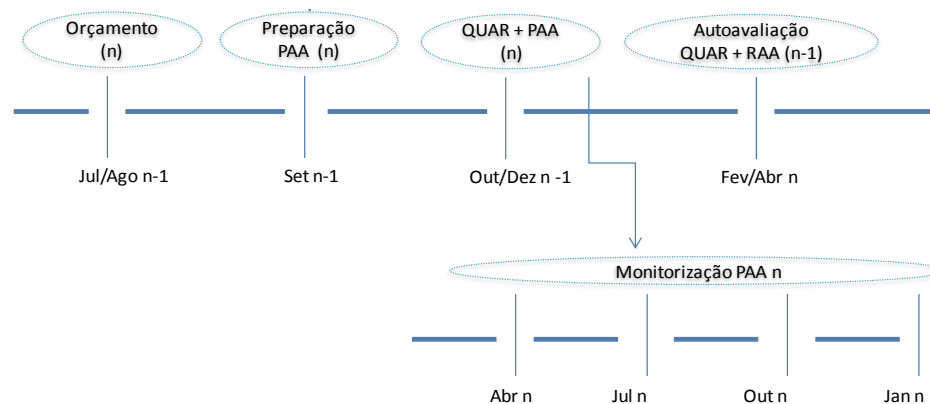 Orçamento
(n)
Preparação
PAA (n)
QUAR + PAA
(n)
Autoavaliação
QUAR + RAA (n-1)
Jul/Ago n-1
Set n-1
Out/Dez n -1
Fev/Abr n
Monitorização PAA n
Abr n
Jul n
Out n
Jan n